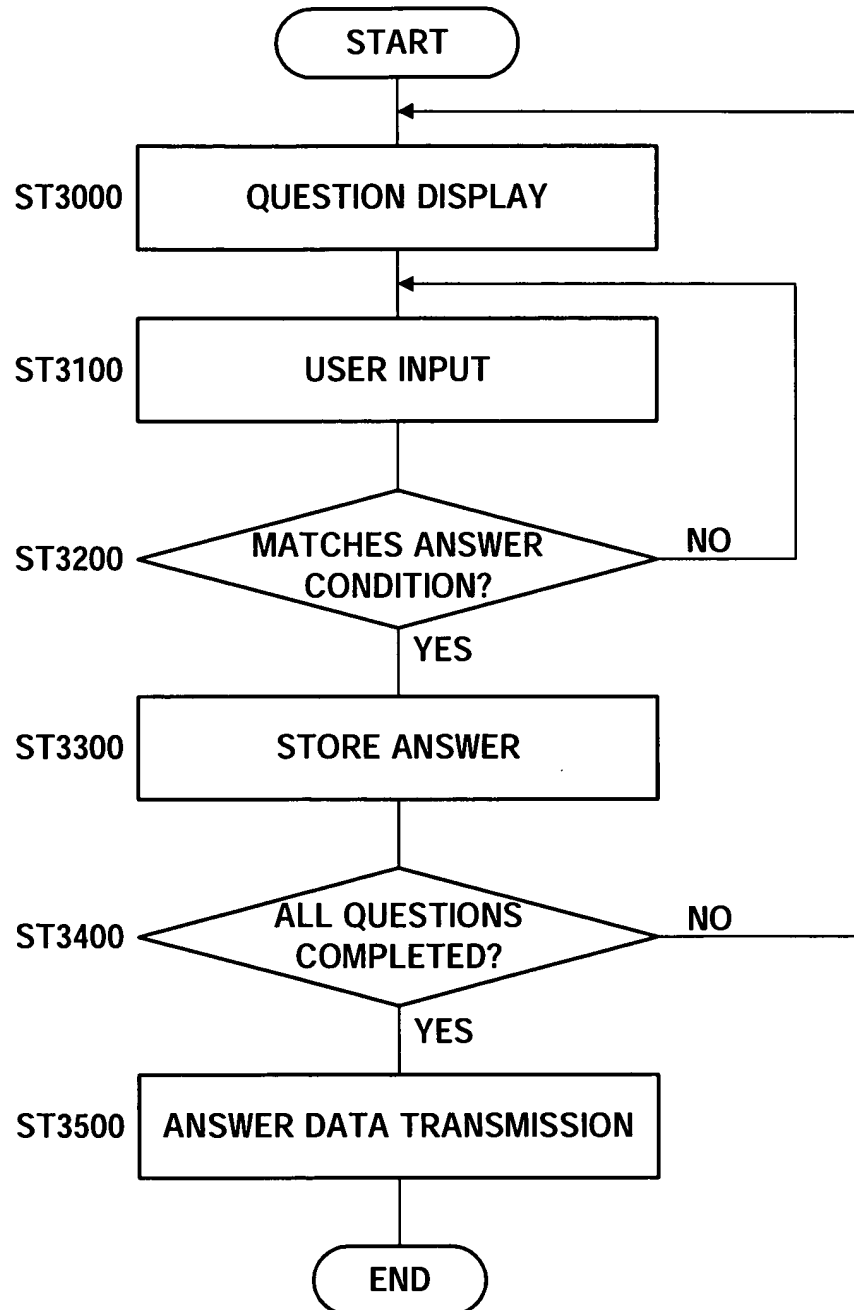 START
ST3000
QUESTION DISPLAY
ST3100
USER INPUT
ST3200
MATCHES ANSWER
CONDITION?
NO
YES
ST3300
STORE ANSWER
ST3400
ALL QUESTIONS
COMPLETED?
NO
YES
ST3500
ANSWER DATA TRANSMISSION
END